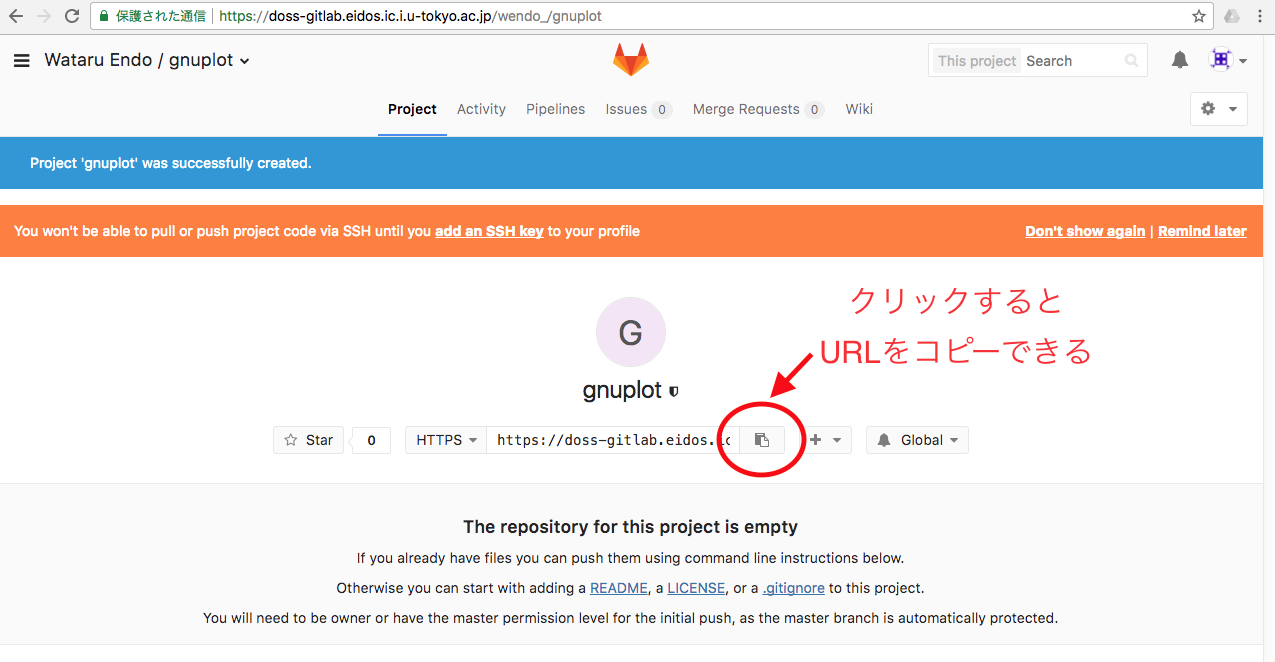 保護された通信 https://doss-gitlab.eidos.ic.i.u-tokyo.ac.jp/wendo_/gnuplot
Wataru Endo / gnuplot
This project Search
Project Activity Pipelines Issues 0 Merge Requests 0 Wiki
Project 'gnuplot' was successfully created.
You won't be able to pull or push project code via SSH until you add an SSH key to your profile
Don't show again | Remind later
クリックすると
URLをコピーできる
G
gnuplot
Star 0 HTTPS https://doss-gitlab.eidos.ic Global
The repository for this project is empty
If you already have files you can push them using command line instructions below.
Otherwise you can start with adding a README, a LICENSE, or a .gitignore to this project.
You will need to be owner or have the master permission level for the initial push, as the master branch is automatically protected.